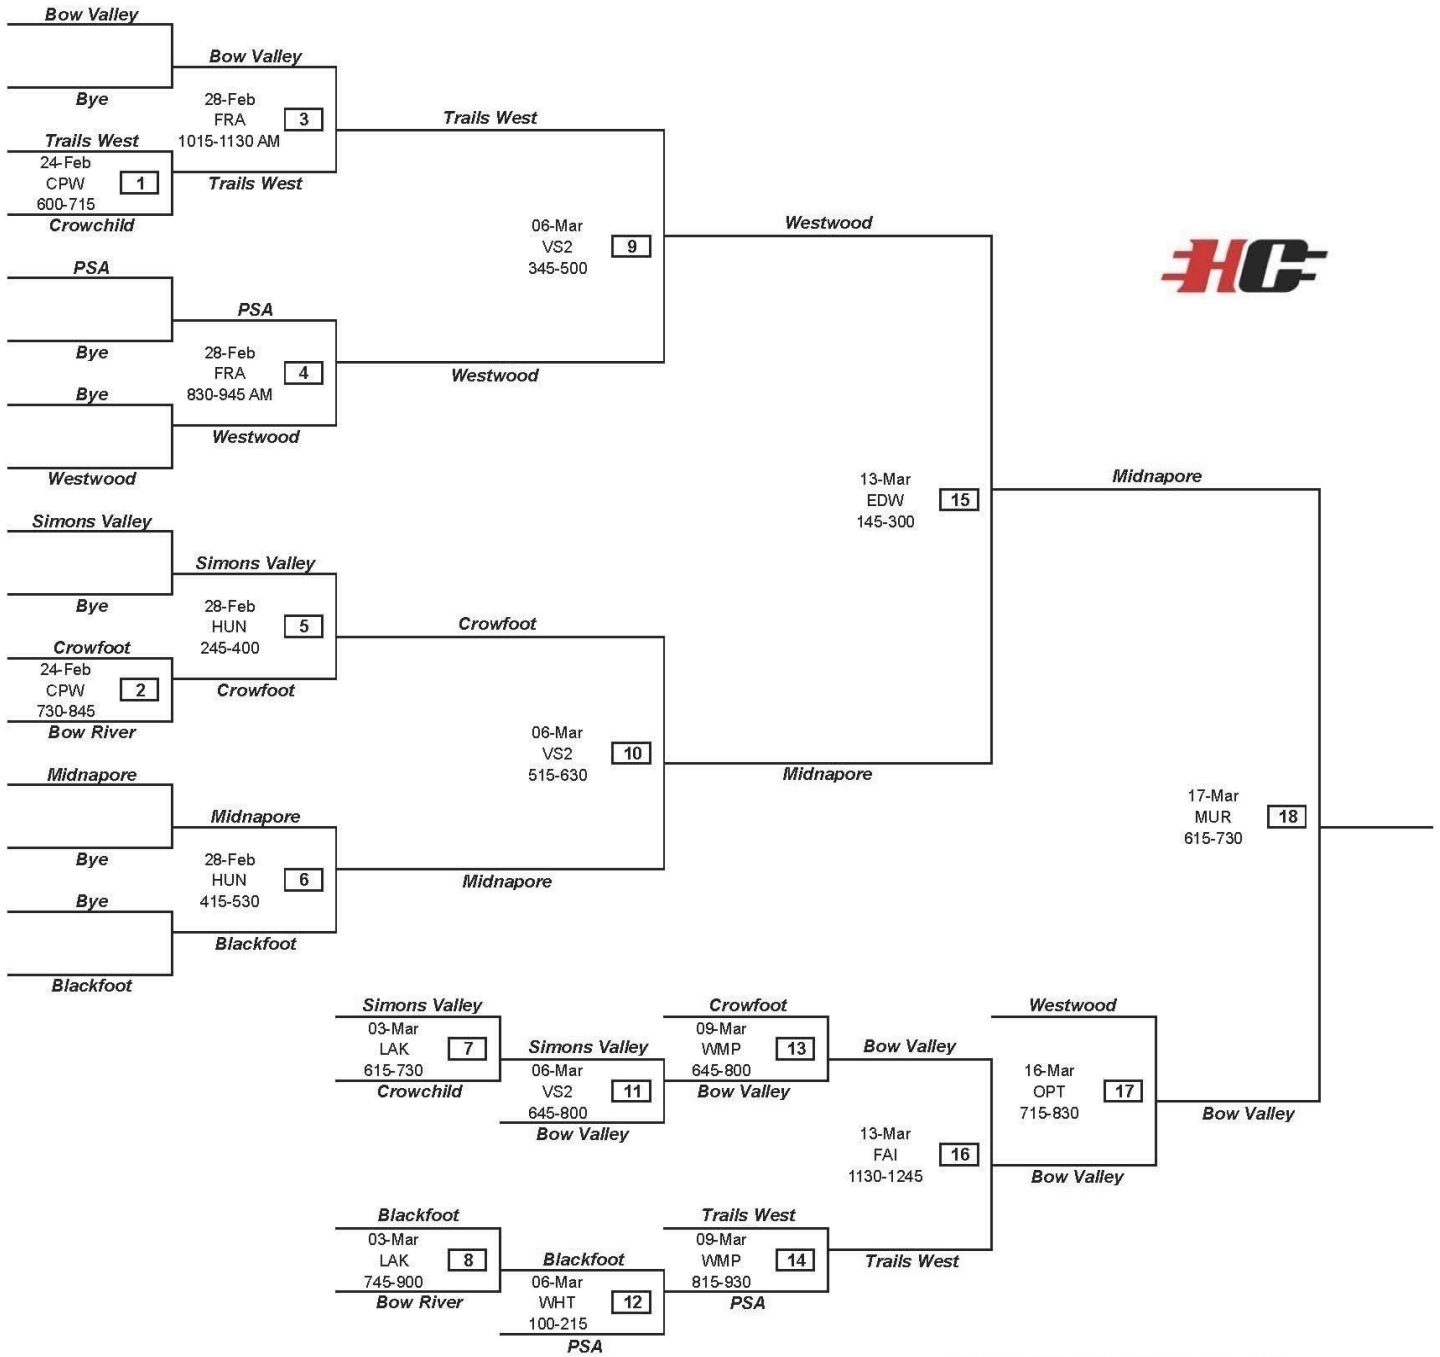 Bow Valley
Bye
Bow Valley
28-Feb
FRA
1015-1130 AM
3
Trails West
24-Feb
CPW
600-715
1
Crowchild
Trails West
Trails West
PSA
Bye
PSA
28-Feb
FRA
830-945 AM
4
Bye
Westwood
Westwood
Westwood
06-Mar
VS2
345-500
9
Westwood
HC
Simons Valley
Bye
Simons Valley
28-Feb
HUN
245-400
5
Crowfoot
24-Feb
CPW
730-845
2
Bow River
Crowfoot
Crowfoot
Midnapore
Bye
Midnapore
28-Feb
HUN
415-530
6
Bye
Blackfoot
Blackfoot
Midnapore
06-Mar
VS2
515-630
10
Midnapore
13-Mar
EDW
145-300
15
Midnapore
17-Mar
MUR
615-730
18
Simons Valley
03-Mar
LAK
615-730
7
Crowchild
Simons Valley
06-Mar
VS2
645-800
11
Bow Valley
Crowfoot
09-Mar
WMP
645-800
13
Bow Valley
Bow Valley
13-Mar
FAI
1130-1245
16
Westwood
16-Mar
OPT
715-830
17
Bow Valley
Bow Valley
Blackfoot
03-Mar
LAK
745-900
8
Bow River
Blackfoot
06-Mar
WHT
100-215
12
PSA
Trails West
09-Mar
WMP
815-930
14
PSA
Trails West